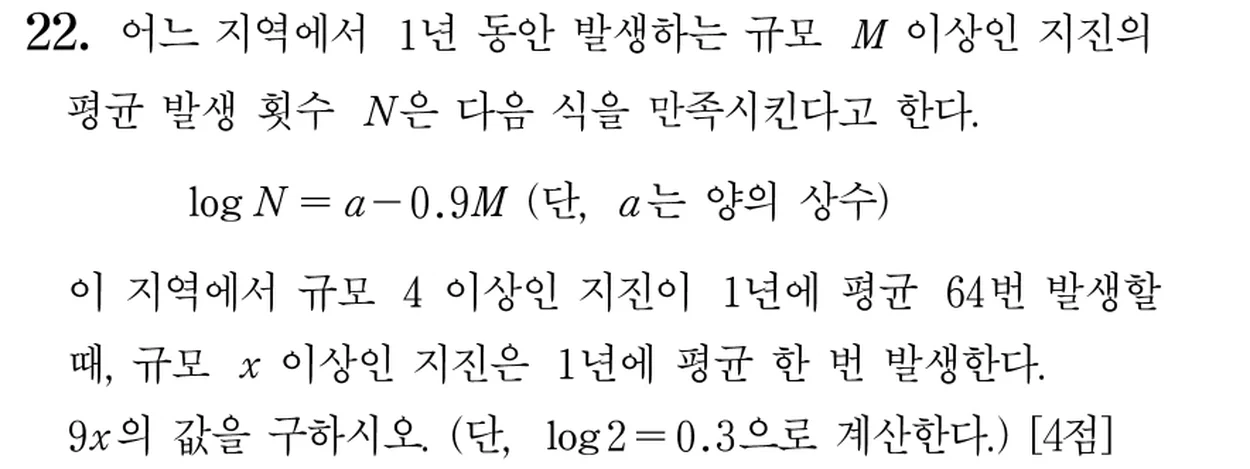 22. 어느 지역에서 1년 동안 발생하는 규모 M 이상인 지진의
평균 발생 횟수 N은 다음 식을 만족시킨다고 한다.
log N = a - 0.9M (단, a는 양의 상수)
이 지역에서 규모 4 이상인 지진이 1년에 평균 64번 발생할
때, 규모 x 이상인 지진은 1년에 평균 한 번 발생한다.
9x의 값을 구하시오. (단, log2 = 0.3으로 계산한다.) [4점]